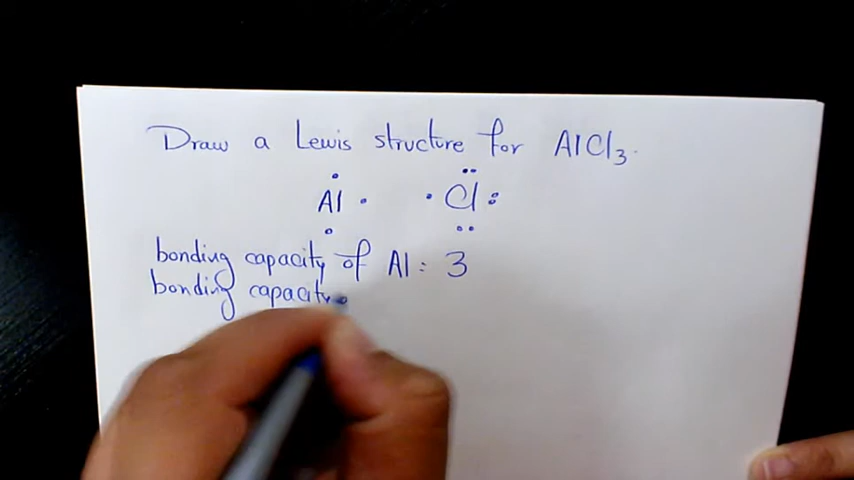 Draw a Lewis structure for AlCl₃.
Al Cl
bonding capacity of Al: 3
bonding capacity